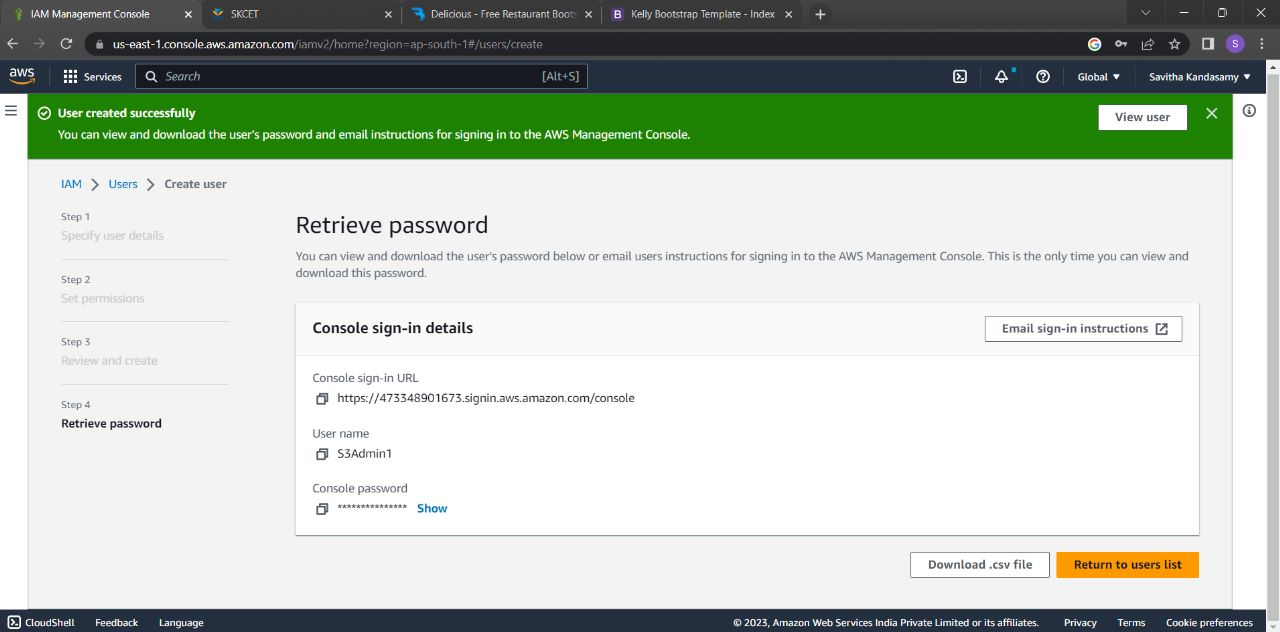 IAM Management Console
SKCET
Delicious - Free Restaurant Boots
B Kelly Bootstrap Template - Index
us-east-1.console.aws.amazon.com/iamv2/home?region=ap-south-1#/users/create
S
aws
Services
Search
[Alt+S]
Global
Savitha Kandasamy
User created successfully
You can view and download the user's password and email instructions for signing in to the AWS Management Console.
View user
IAM
Users
Create user
Step 1
Specify user details
Step 2
Set permissions
Step 3
Review and create
Step 4
Retrieve password
Retrieve password
You can view and download the user's password below or email users instructions for signing in to the AWS Management Console. This is the only time you can view and
download this password.
Console sign-in details
Email sign-in instructions
Console sign-in URL
https://473348901673.signin.aws.amazon.com/console
User name
S3Admin1
Console password
*************** Show
Download .csv file
Return to users list
CloudShell
Feedback
Language
© 2023, Amazon Web Services India Private Limited or its affiliates.
Privacy
Terms
Cookie preferences